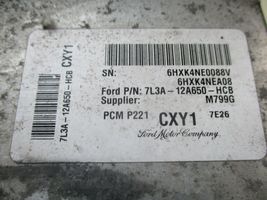 SN: 6HXK4NE0088V
6HXK4NEA08
Ford P/N: 7L3A-12A650-HCB
Supplier: M799G
PCM P221 CXY1 7E26
Ford Motor Company.
7L3A-12A650-HCB CXY1